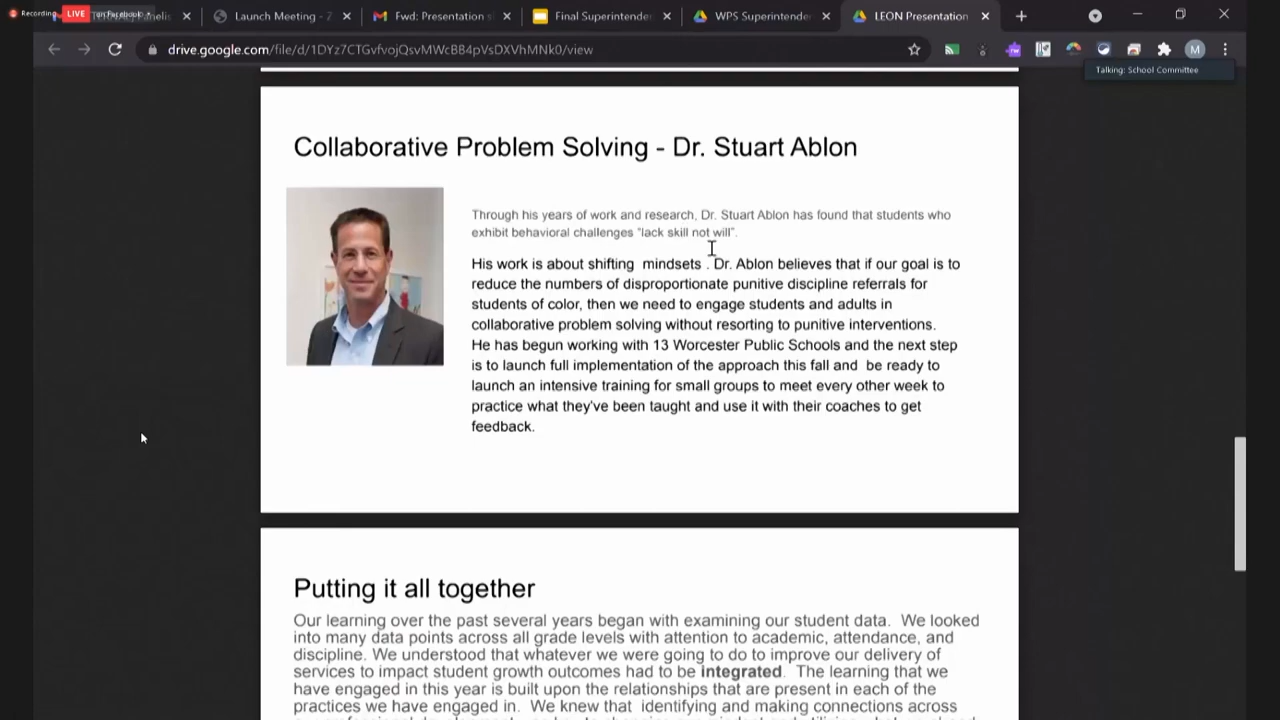 Recording LIVE on Facebook
Launch Meeting - Z
Fwd: Presentation s
Final Superintender
WPS Superintender
LEON Presentation
drive.google.com/file/d/1DYz7CTGvfvojQsvMWcB84pVsDXVhMNk0/view
M
Talking: School Committee
Collaborative Problem Solving - Dr. Stuart Ablon
Through his years of work and research, Dr. Stuart Ablon has found that students who
exhibit behavioral challenges "lack skill not will".
His work is about shifting mindsets . Dr. Ablon believes that if our goal is to
reduce the numbers of disproportionate punitive discipline referrals for
students of color, then we need to engage students and adults in
collaborative problem solving without resorting to punitive interventions.
He has begun working with 13 Worcester Public Schools and the next step
is to launch full implementation of the approach this fall and be ready to
launch an intensive training for small groups to meet every other week to
practice what they've been taught and use it with their coaches to get
feedback.
Putting it all together
Our learning over the past several years began with examining our student data. We looked
into many data points across all grade levels with attention to academic, attendance, and
discipline. We understood that whatever we were going to do to improve our delivery of
services to impact student growth outcomes had to be integrated. The learning that we
have engaged in this year is built upon the relationships that are present in each of the
practices we have engaged in. We knew that identifying and making connections across